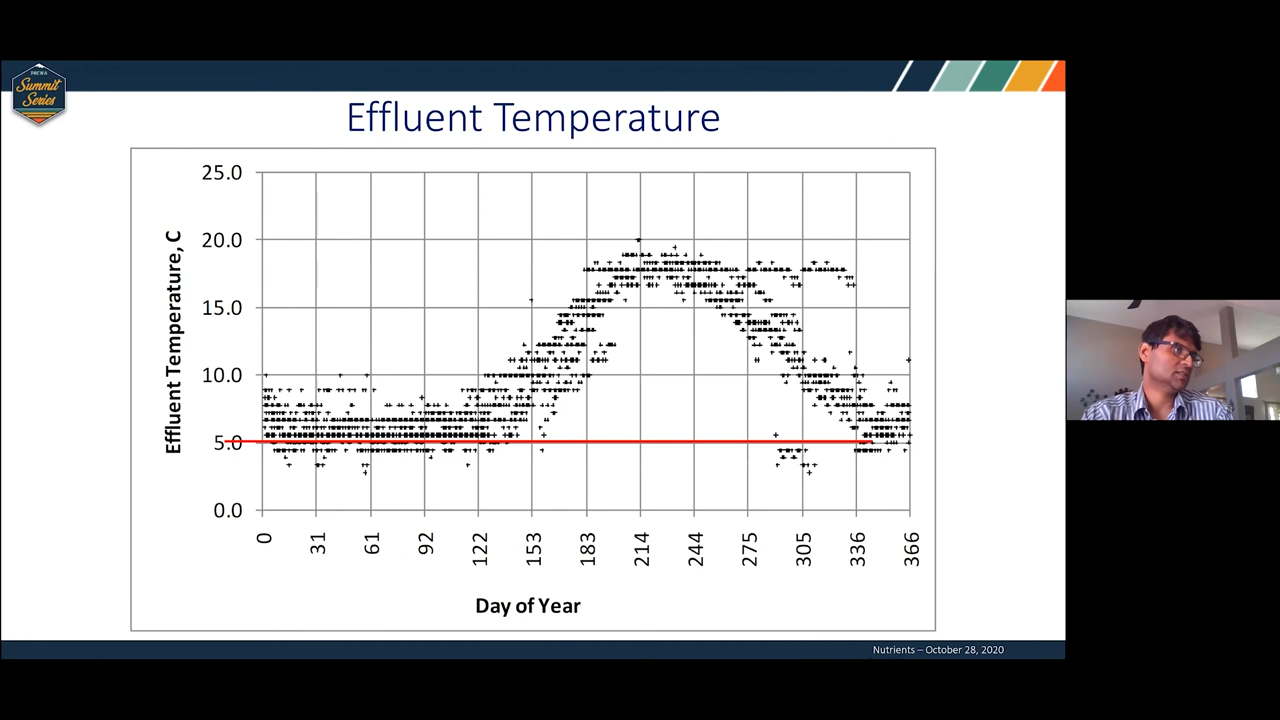 PNCWA
Summit
Series
Effluent Temperature
25.0
20.0
15.0
10.0
5.0
0.0
Effluent Temperature, C
0
31
61
92
122
153
183
214
244
275
305
336
366
Day of Year
Nutrients – October 28, 2020